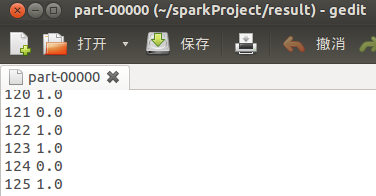 part-00000 (~/sparkProject/result) - gedit
打开 保存 撤消
part-00000
120 1.0
121 0.0
122 1.0
123 1.0
124 0.0
125 1.0